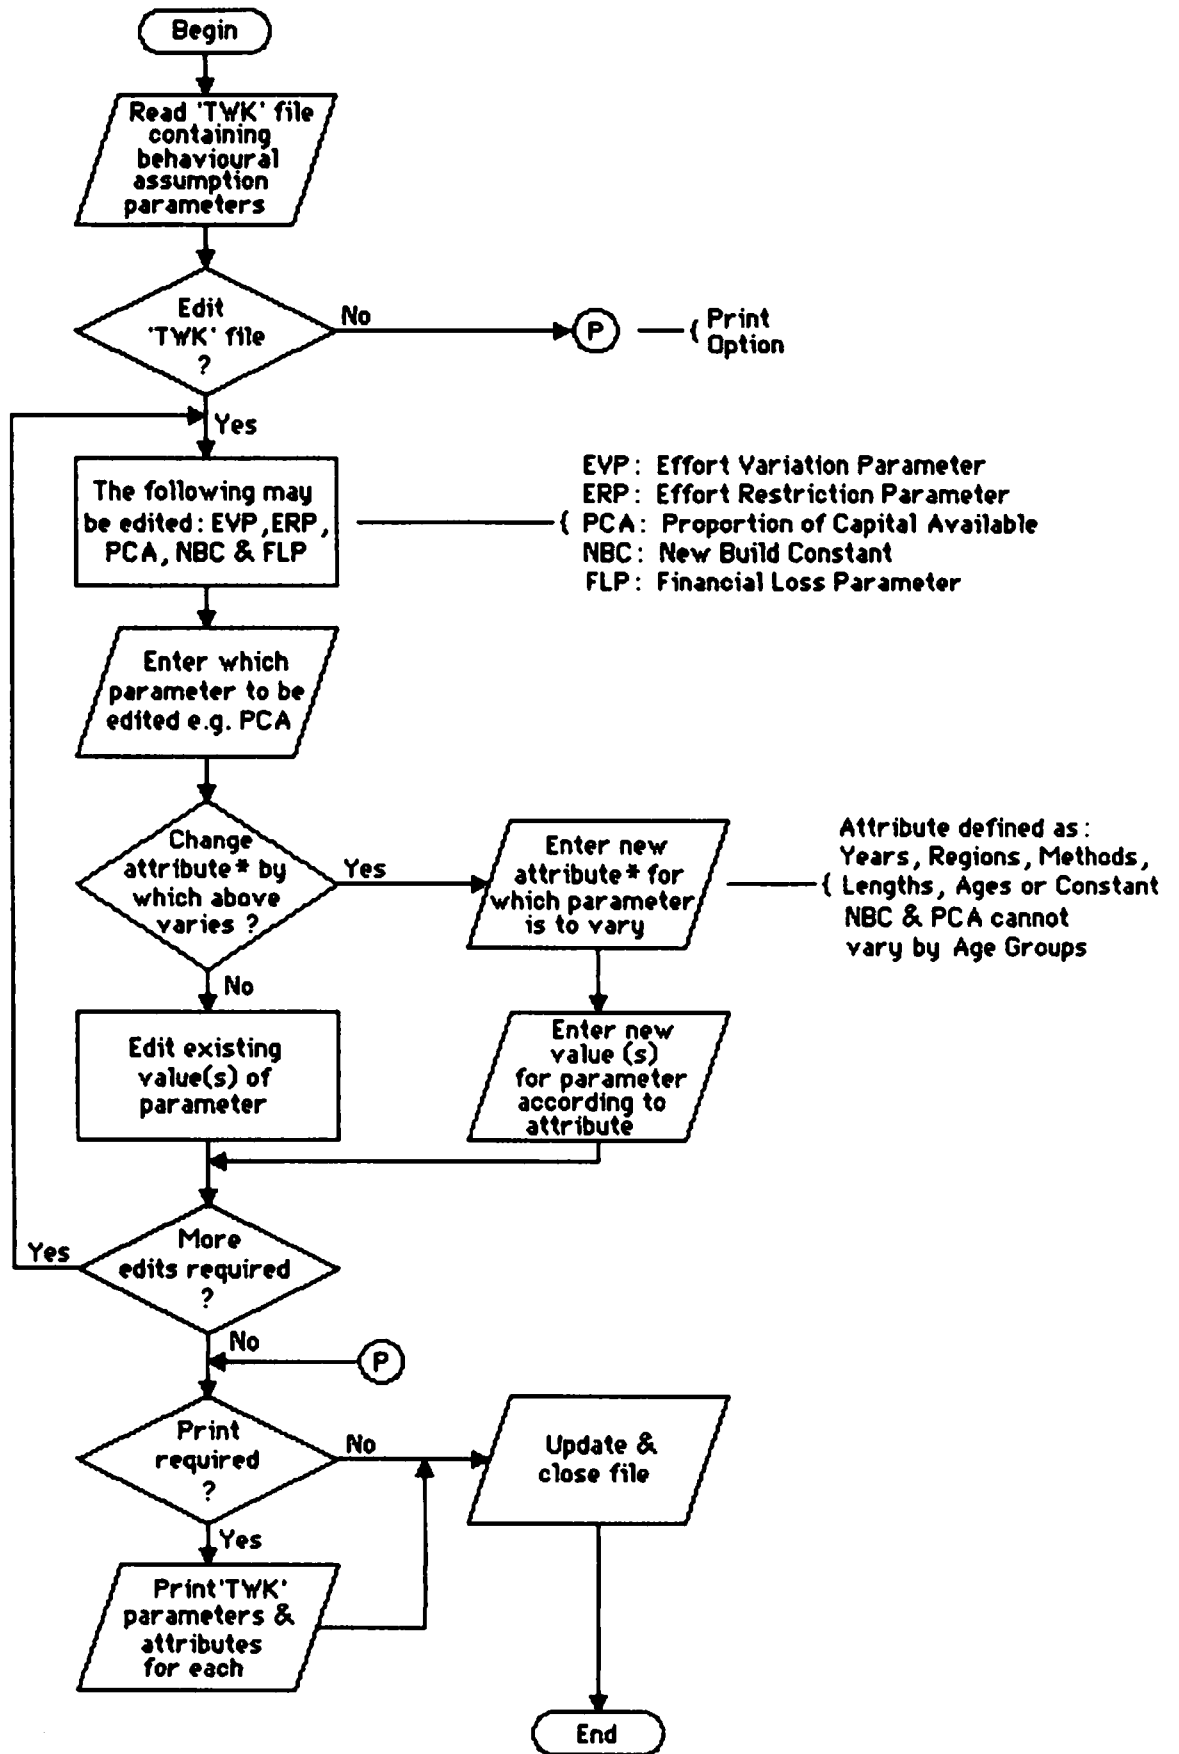 Begin
Read 'TWK' file
containing
behavioural
assumption
parameters
Edit
'TWK' file
?
No
P
{ Print
Option
Yes
The following may
be edited: EVP, ERP,
PCA, NBC & FLP
EVP: Effort Variation Parameter
ERP: Effort Restriction Parameter
{ PCA: Proportion of Capital Available
NBC: New Build Constant
FLP: Financial Loss Parameter
Enter which
parameter to be
edited e.g. PCA
Change
attribute* by
which above
varies ?
Yes
Enter new
attribute* for
which parameter
is to vary
Attribute defined as:
Years, Regions, Methods,
{ Lengths, Ages or Constant
NBC & PCA cannot
vary by Age Groups
No
Edit existing
value(s) of
parameter
Enter new
value (s)
for parameter
according to
attribute
More
edits required
?
Yes
No
P
Print
required
?
No
Update &
close file
Yes
Print 'TWK'
parameters &
attributes
for each
End